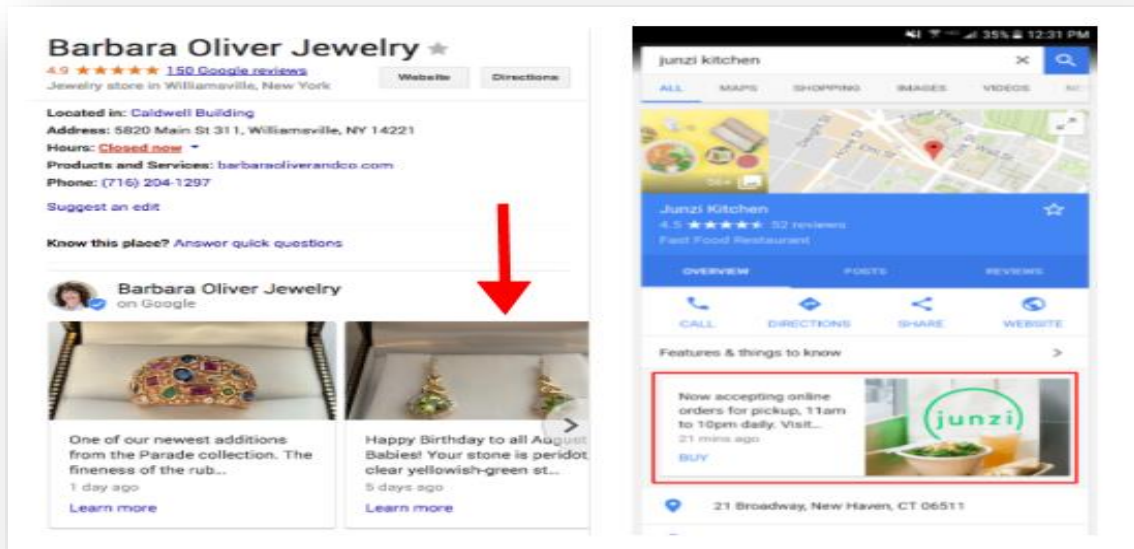 Barbara Oliver Jewelry
4.9 ★★★★★ 150 Google reviews
Jewelry store in Williamsville, New York
Website
Directions
Located in: Caldwell Building
Address: 5820 Main St 311, Williamsville, NY 14221
Hours: Closed now
Products and Services: barbaraoliverandco.com
Phone: (716) 204-1297
Suggest an edit
Know this place? Answer quick questions
Barbara Oliver Jewelry
on Google
One of our newest additions
from the Parade collection. The
fineness of the rub...
1 day ago
Learn more
Happy Birthday to all August
Babies! Your stone is peridot
clear yellowish-green st...
5 days ago
Learn more
35% 12:31 PM
junzi kitchen
ALL MAPS SHOPPING IMAGES VIDEOS
Junzi Kitchen
4.5 ★★★★★ 52 reviews
Fast Food Restaurant
OVERVIEW POSTS REVIEWS
CALL DIRECTIONS SHARE WEBSITE
Features & things to know
Now accepting online
orders for pickup, 11am
to 10pm daily. Visit...
21 mins ago
BUY
junzi
21 Broadway, New Haven, CT 06511